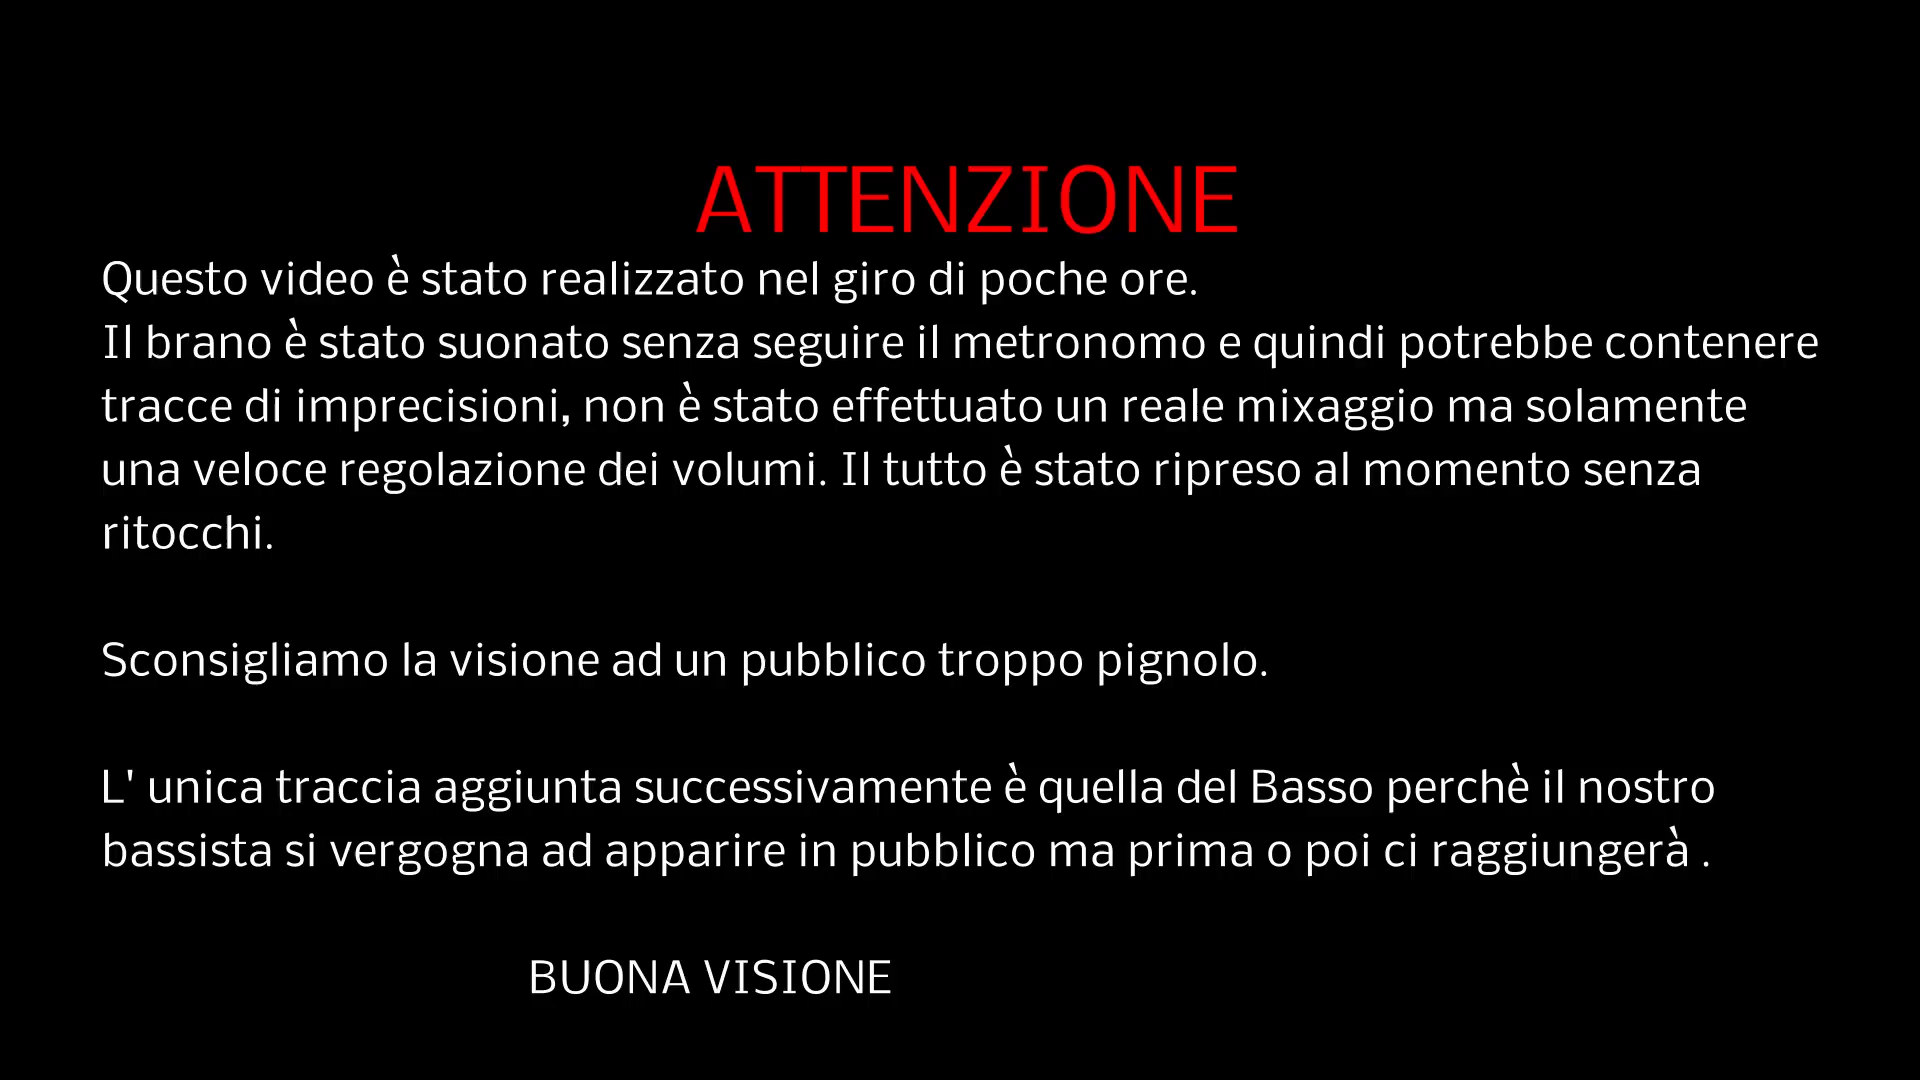 ATTENZIONE
Questo video è stato realizzato nel giro di poche ore.
Il brano è stato suonato senza seguire il metronomo e quindi potrebbe contenere
tracce di imprecisioni, non è stato effettuato un reale mixaggio ma solamente
una veloce regolazione dei volumi. Il tutto è stato ripreso al momento senza
ritocchi.
Sconsigliamo la visione ad un pubblico troppo pignolo.
L' unica traccia aggiunta successivamente è quella del Basso perchè il nostro
bassista si vergogna ad apparire in pubblico ma prima o poi ci raggiungerà .
BUONA VISIONE